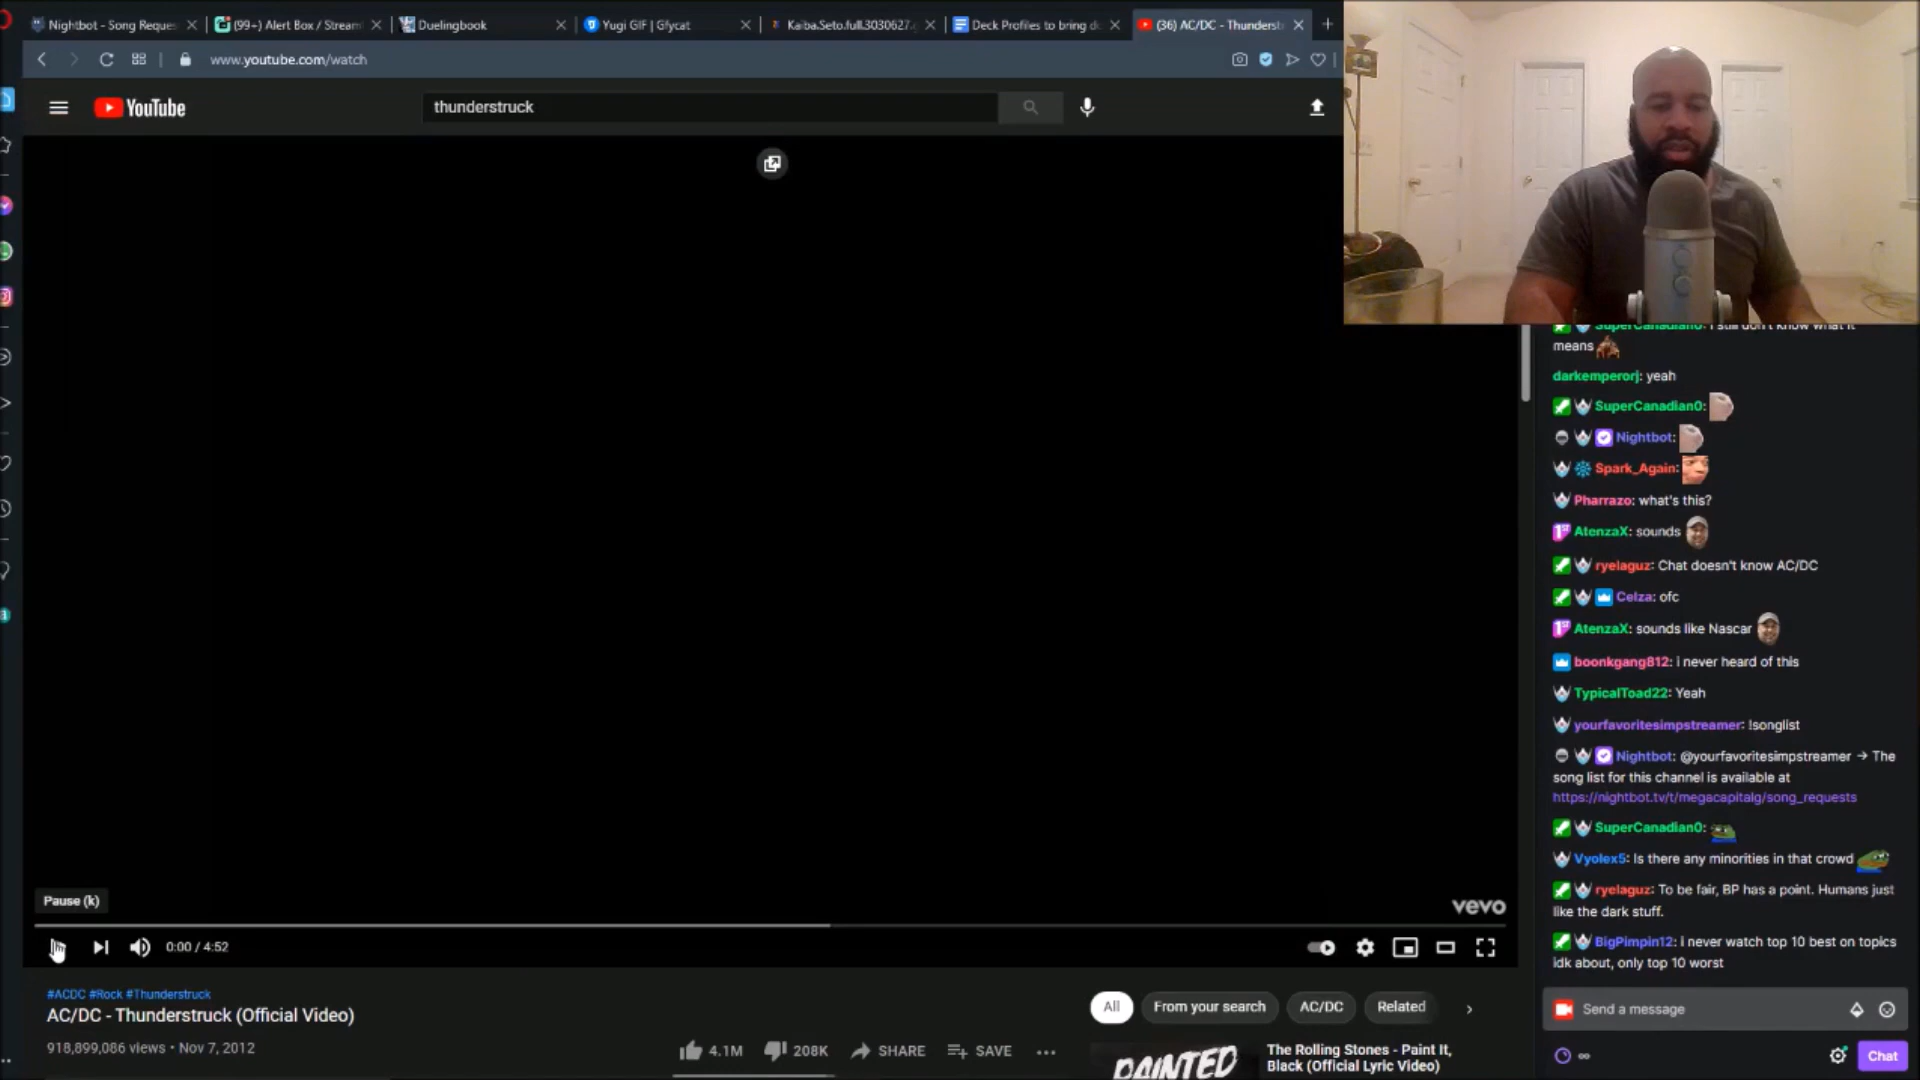 Nightbot - Song Reques
(99+) Alert Box / Stream
Duelingbook
Yugi GIF | Gfycat
Kaiba.Seto.full.3030627.
Deck Profiles to bring d
(36) AC/DC - Thunderst
www.youtube.com/watch
YouTube
thunderstruck
SuperCanadian0: I still don't know what it
means
darkemperorj: yeah
SuperCanadian0:
Nightbot:
Spark_Again:
Pharrazo: what's this?
AtenzaX: sounds
ryelaguz: Chat doesn't know AC/DC
Celza: ofc
AtenzaX: sounds like Nascar
boonkgang812: i never heard of this
TypicalToad22: Yeah
yourfavoritesimpstreamer: !songlist
Nightbot: @yourfavoritesimpstreamer → The
song list for this channel is available at
https://nightbot.tv/t/megacapitalg/song_requests
SuperCanadian0:
Vyolex5: Is there any minorities in that crowd
ryelaguz: To be fair, BP has a point. Humans just
like the dark stuff.
BigPimpin12: i never watch top 10 best on topics
idk about, only top 10 worst
Send a message
Chat
Pause (k)
vevo
0:00 / 4:52
#ACDC #Rock #Thunderstruck
AC/DC - Thunderstruck (Official Video)
918,899,086 views • Nov 7, 2012
4.1M
208K
SHARE
SAVE
All
From your search
AC/DC
Related
PAINTED
The Rolling Stones - Paint It,
Black (Official Lyric Video)